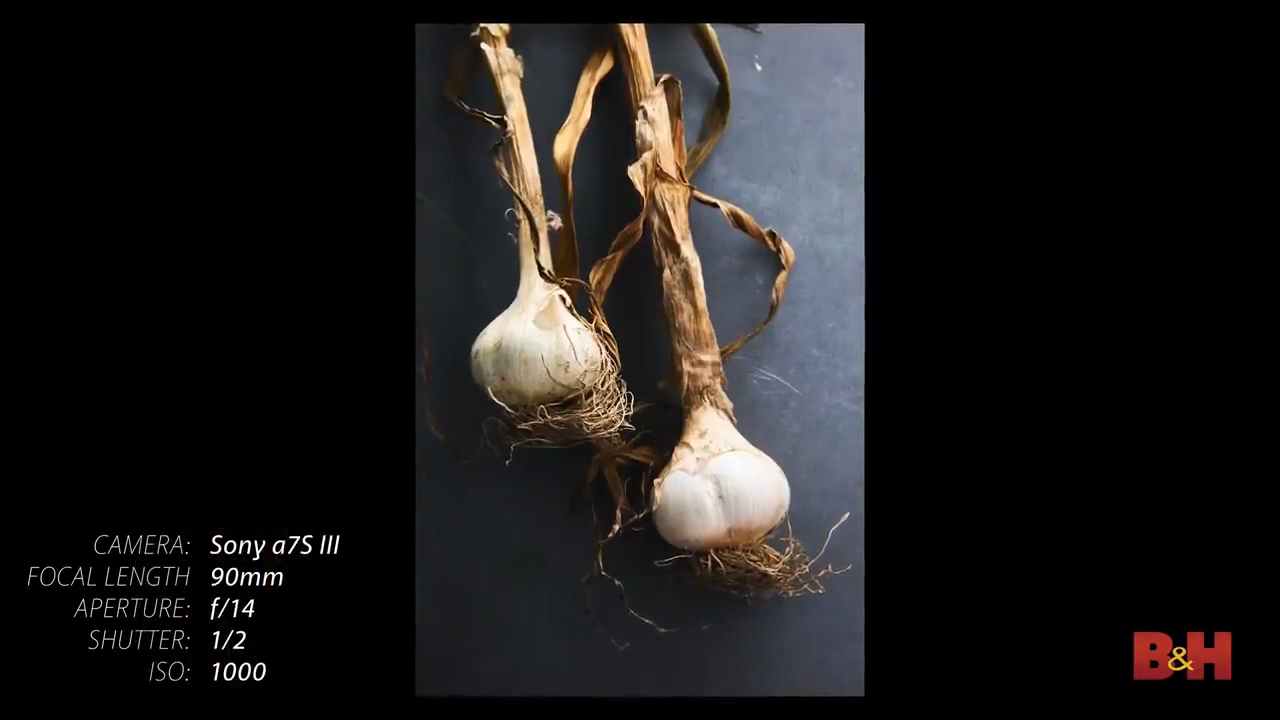 CAMERA: Sony a7S III
FOCAL LENGTH 90mm
APERTURE: f/14
SHUTTER: 1/2
ISO: 1000
B&H